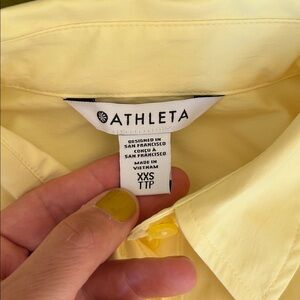 ATHLETA
DESIGNED IN
SAN FRANCISCO
CONÇU À
SAN FRANCISCO
MADE IN
VIETNAM
XXS
TTP